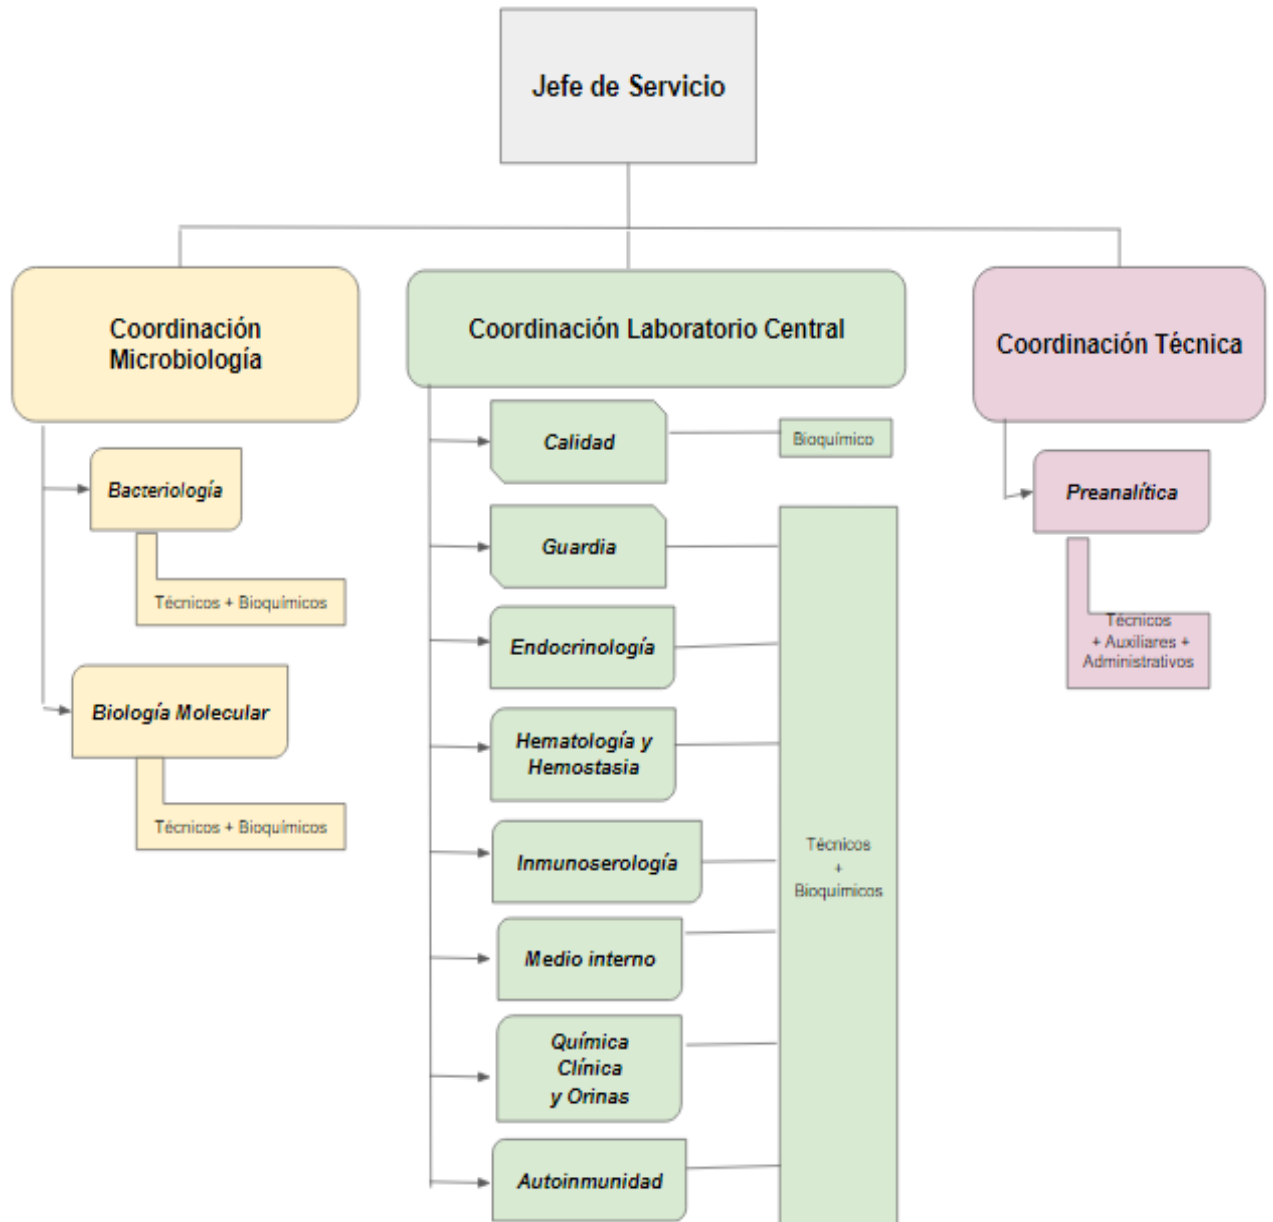 Jefe de Servicio
Coordinación
Microbiología
Bacteriología
Técnicos + Bioquímicos
Biología Molecular
Técnicos + Bioquímicos
Coordinación Laboratorio Central
Calidad
Bioquímico
Guardia
Endocrinología
Hematología y
Hemostasia
Inmunoserología
Medio interno
Química
Clínica
y Orinas
Autoinmunidad
Técnicos
+
Bioquímicos
Coordinación Técnica
Preanalítica
Técnicos
+ Auxiliares +
Administrativos